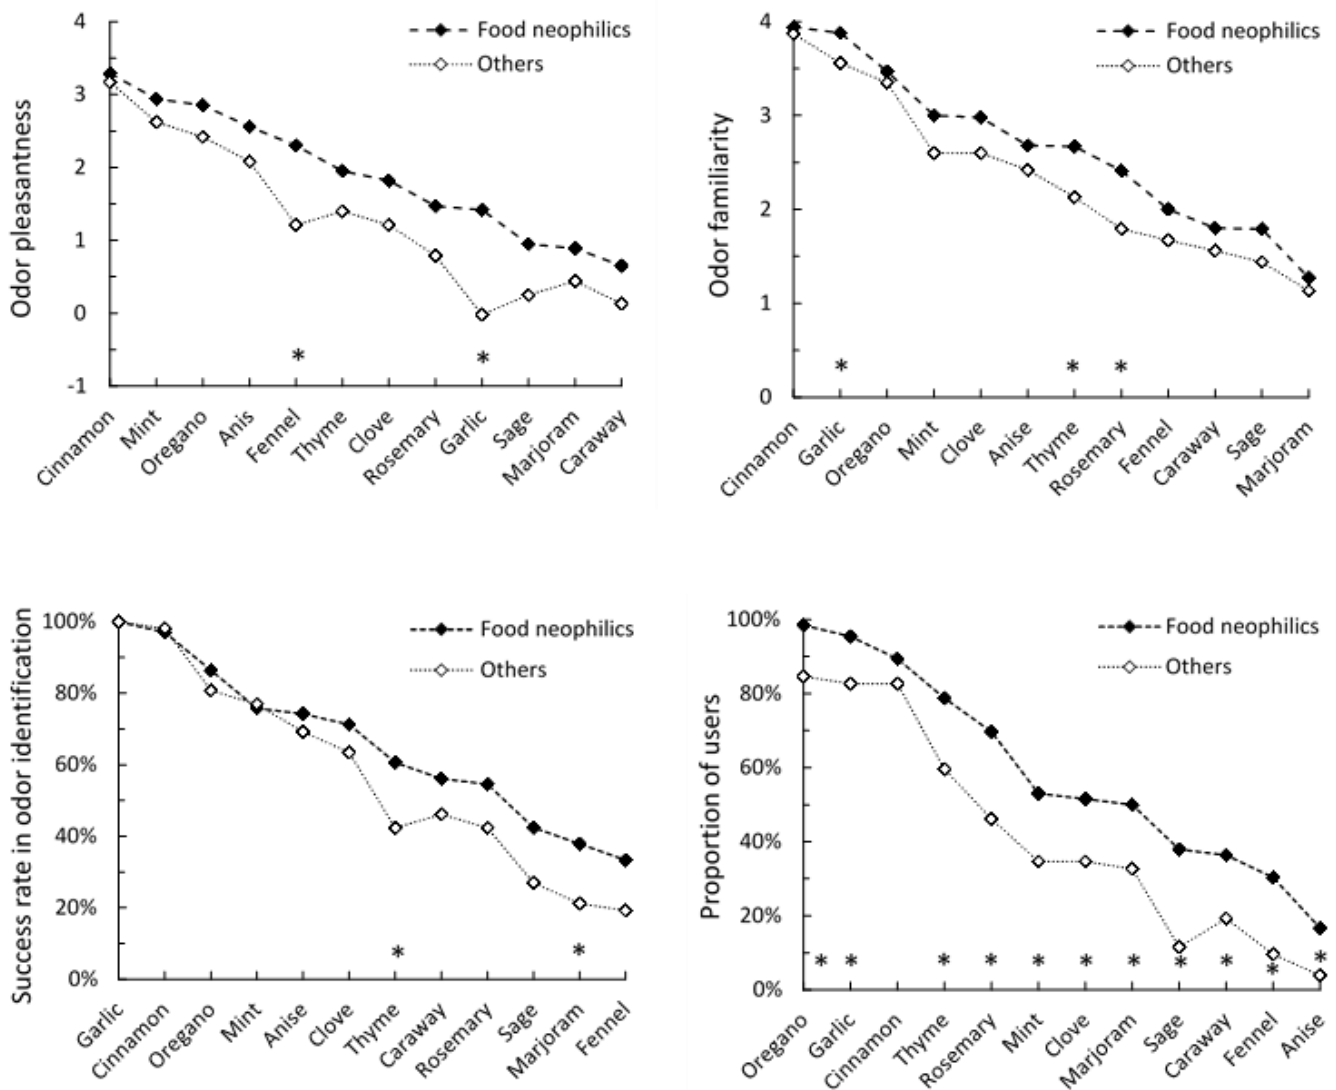 Odor pleasantness
4
3
2
1
0
-1
Food neophilics
Others
Cinnamon
Mint
Oregano
Anis
Fennel
Thyme
Clove
Rosemary
Garlic
Sage
Marjoram
Caraway
*
*
Odor familiarity
4
3
2
1
0
Food neophilics
Others
Cinnamon
Garlic
Oregano
Mint
Clove
Anise
Thyme
Rosemary
Fennel
Caraway
Sage
Marjoram
*
*
*
Success rate in odor identification
100%
80%
60%
40%
20%
0%
Food neophilics
Others
Garlic
Cinnamon
Oregano
Mint
Anise
Clove
Thyme
Caraway
Rosemary
Sage
Marjoram
Fennel
*
*
Proportion of users
100%
80%
60%
40%
20%
0%
Food neophilics
Others
Oregano
Garlic
Cinnamon
Thyme
Rosemary
Mint
Clove
Marjoram
Sage
Caraway
Fennel
Anise
*
*
*
*
*
*
*
*
*
*
*